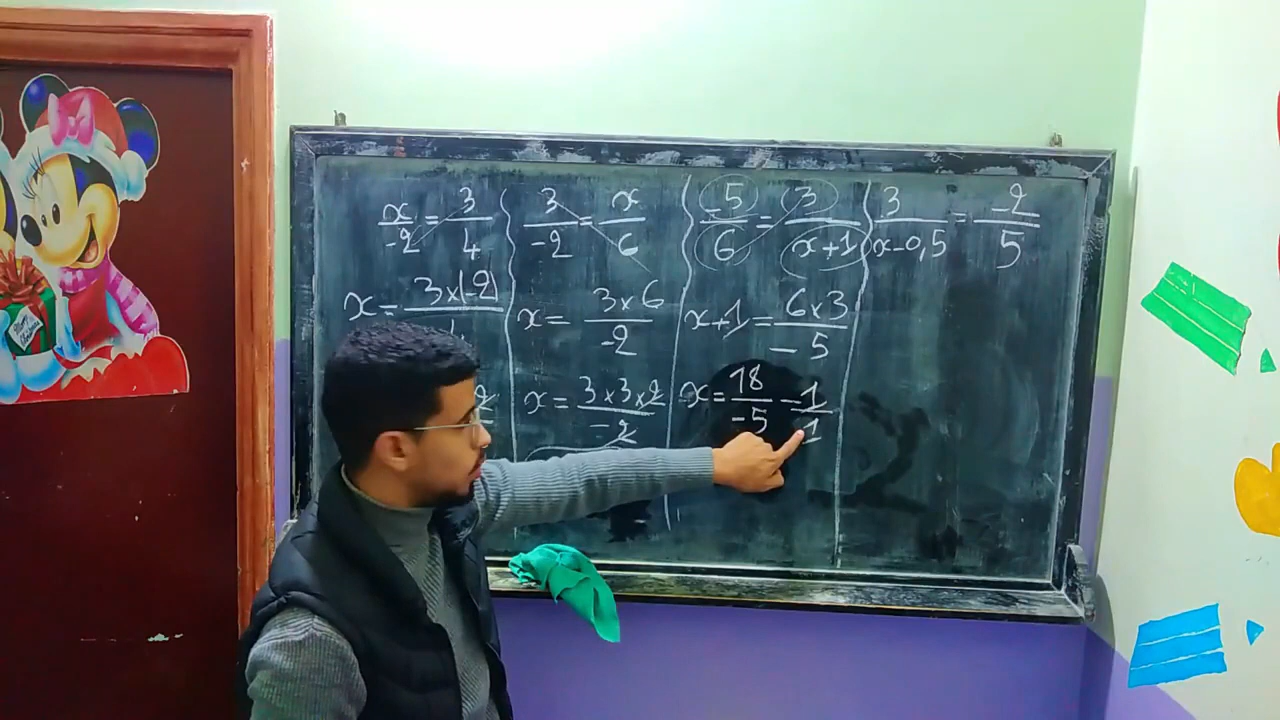 x/-2 = 3/4
x = 3×(-2)/
3/-2 = x/6
x = 3×6/-2
x = 3×3×2/-2
-5/6 = 3/x+1
x+1 = 6×3/-5
x = 18/-5 - 1/1
3/x-0,5 = -2/5